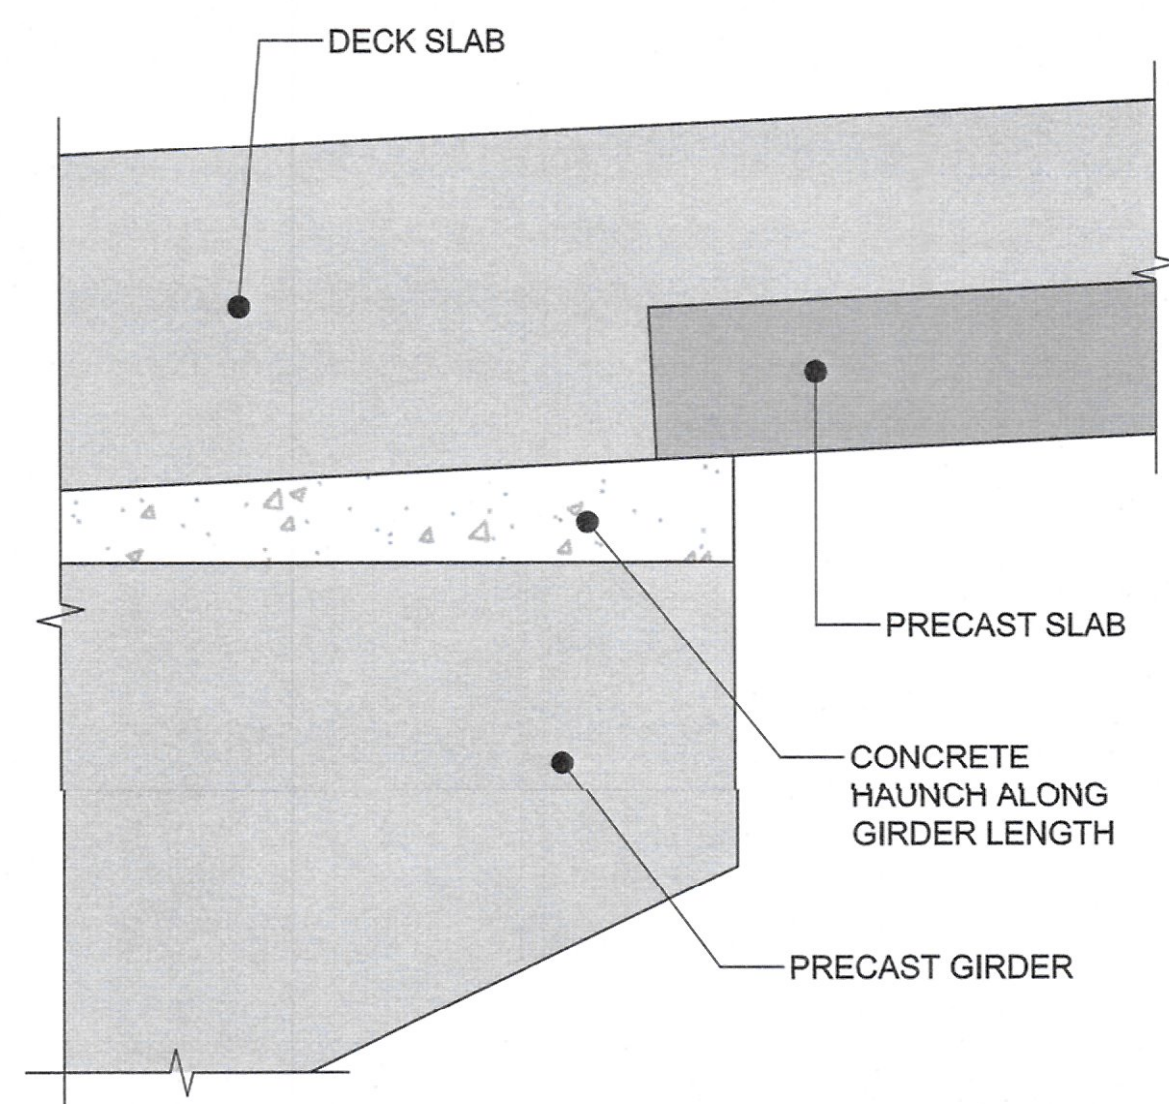 DECK SLAB
PRECAST SLAB
CONCRETE
HAUNCH ALONG
GIRDER LENGTH
PRECAST GIRDER